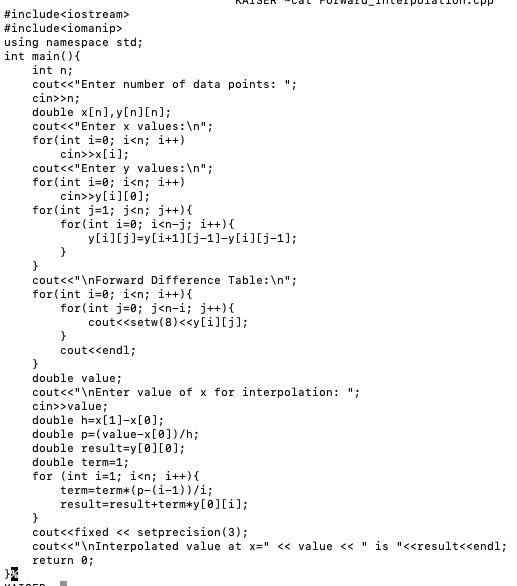 KAISER ~cat Forward_Interpolation.cpp
#include<iostream>
#include<iomanip>
using namespace std;
int main(){
    int n;
    cout<<"Enter number of data points: ";
    cin>>n;
    double x[n],y[n][n];
    cout<<"Enter x values:\n";
    for(int i=0; i<n; i++)
        cin>>x[i];
    cout<<"Enter y values:\n";
    for(int i=0; i<n; i++)
        cin>>y[i][0];
    for(int j=1; j<n; j++){
        for(int i=0; i<n-j; i++){
            y[i][j]=y[i+1][j-1]-y[i][j-1];
        }
    }
    cout<<"\nForward Difference Table:\n";
    for(int i=0; i<n; i++){
        for(int j=0; j<n-i; j++){
            cout<<setw(8)<<y[i][j];
        }
        cout<<endl;
    }
    double value;
    cout<<"\nEnter value of x for interpolation: ";
    cin>>value;
    double h=x[1]-x[0];
    double p=(value-x[0])/h;
    double result=y[0][0];
    double term=1;
    for (int i=1; i<n; i++){
        term=term*(p-(i-1))/i;
        result=result+term*y[0][i];
    }
    cout<<fixed << setprecision(3);
    cout<<"\nInterpolated value at x=" << value << " is "<<result<<endl;
    return 0;
}%
KAISER ~